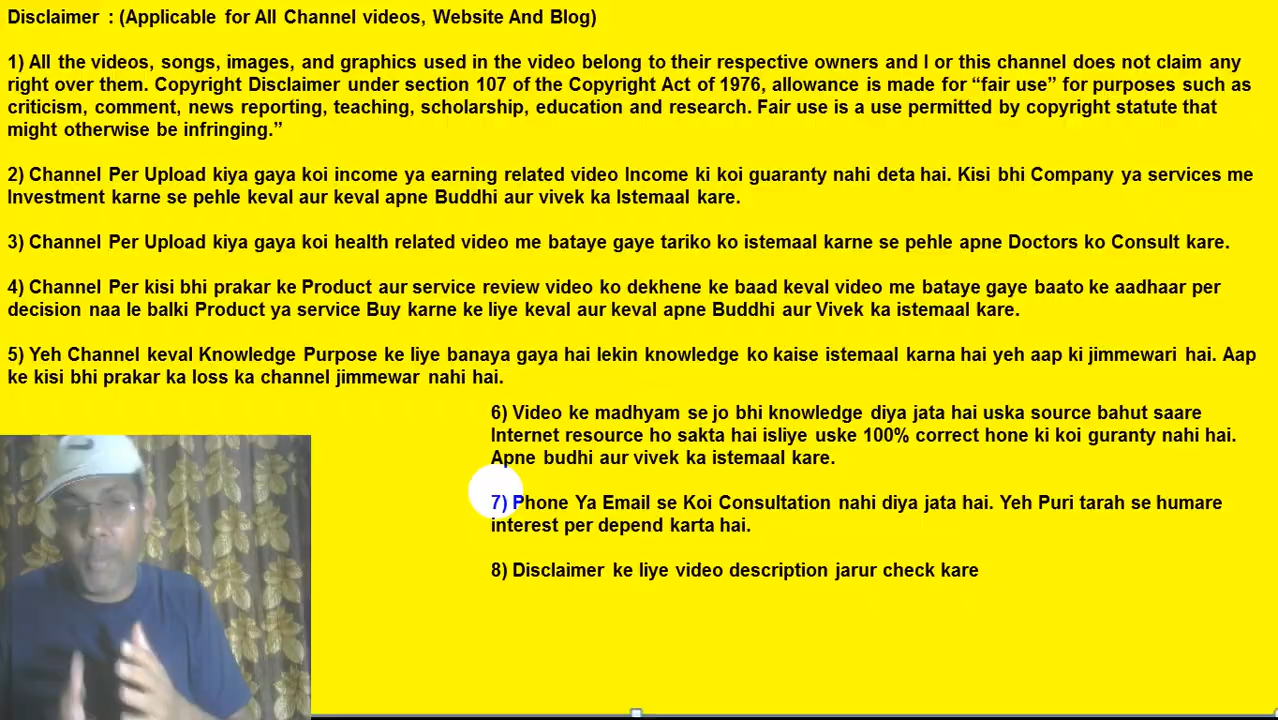 Disclaimer : (Applicable for All Channel videos, Website And Blog)
1) All the videos, songs, images, and graphics used in the video belong to their respective owners and I or this channel does not claim any
right over them. Copyright Disclaimer under section 107 of the Copyright Act of 1976, allowance is made for “fair use” for purposes such as
criticism, comment, news reporting, teaching, scholarship, education and research. Fair use is a use permitted by copyright statute that
might otherwise be infringing.”
2) Channel Per Upload kiya gaya koi income ya earning related video Income ki koi guaranty nahi deta hai. Kisi bhi Company ya services me
Investment karne se pehle keval aur keval apne Buddhi aur vivek ka Istemaal kare.
3) Channel Per Upload kiya gaya koi health related video me bataye gaye tariko ko istemaal karne se pehle apne Doctors ko Consult kare.
4) Channel Per kisi bhi prakar ke Product aur service review video ko dekhene ke baad keval video me bataye gaye baato ke aadhaar per
decision naa le balki Product ya service Buy karne ke liye keval aur keval apne Buddhi aur Vivek ka istemaal kare.
5) Yeh Channel keval Knowledge Purpose ke liye banaya gaya hai lekin knowledge ko kaise istemaal karna hai yeh aap ki jimmewari hai. Aap
ke kisi bhi prakar ka loss ka channel jimmewar nahi hai.
6) Video ke madhyam se jo bhi knowledge diya jata hai uska source bahut saare
Internet resource ho sakta hai isliye uske 100% correct hone ki koi guranty nahi hai.
Apne budhi aur vivek ka istemaal kare.
7) Phone Ya Email se Koi Consultation nahi diya jata hai. Yeh Puri tarah se humare
interest per depend karta hai.
8) Disclaimer ke liye video description jarur check kare